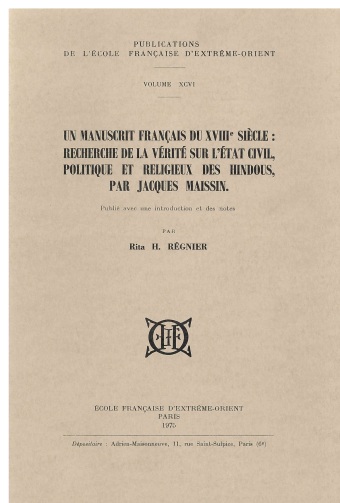 PUBLICATIONS
DE L'ÉCOLE FRANÇAISE D'EXTRÊME-ORIENT
VOLUME XCVI
UN MANUSCRIT FRANÇAIS DU XVIIIe SIÈCLE :
RECHERCHE DE LA VÉRITÉ SUR L'ÉTAT CIVIL,
POLITIQUE ET RELIGIEUX DES HINDOUS,
PAR JACQUES MAISSIN.
Publié avec une introduction et des notes
PAR
Rita H. RÉGNIER
ÉCOLE FRANÇAISE D'EXTRÊME-ORIENT
PARIS
1975
Dépositaire : Adrien-Maisonneuve, 11, rue Saint-Sulpice, Paris (6e)